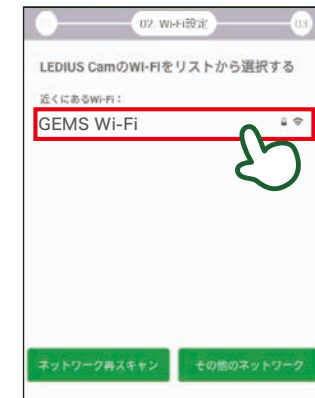 01 02 Wi-Fi設定 03
LEDIUS CamのWI-FIをリストから選択する
近くにあるWi-Fi：
GEMS Wi-Fi
ネットワーク再スキャン その他のネットワーク